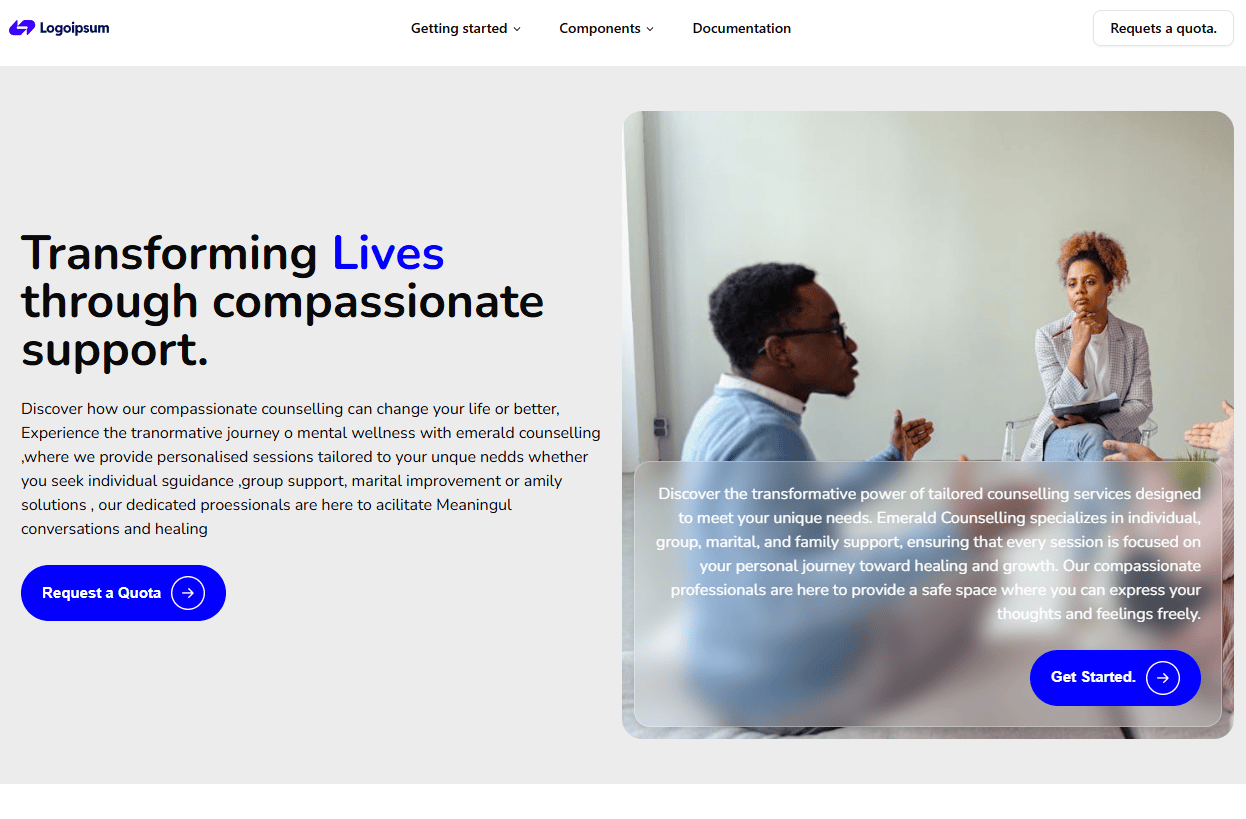 Logoipsum
Getting started
Components
Documentation
Requets a quota.
Transforming Lives
through compassionate
support.
Discover how our compassionate counselling can change your life or better,
Experience the tranormative journey o mental wellness with emerald counselling
,where we provide personalised sessions tailored to your unque nedds whether
you seek individual sguidance ,group support, marital improvement or amily
solutions , our dedicated proessionals are here to acilitate Meaningul
conversations and healing
Request a Quota
Discover the transformative power of tailored counselling services designed
to meet your unique needs. Emerald Counselling specializes in individual,
group, marital, and family support, ensuring that every session is focused on
your personal journey toward healing and growth. Our compassionate
professionals are here to provide a safe space where you can express your
thoughts and feelings freely.
Get Started.